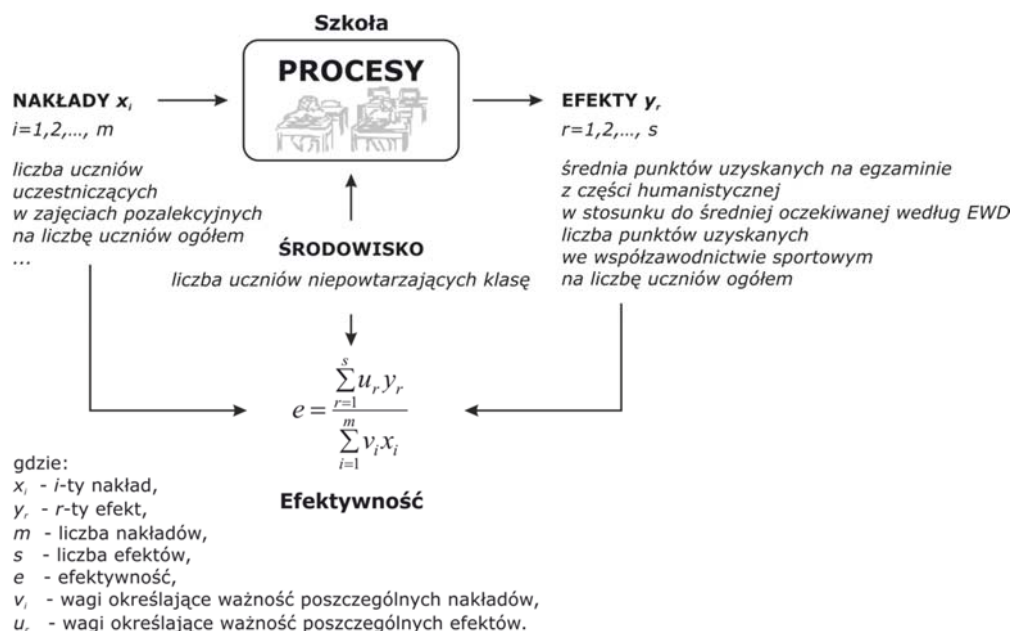 Szkoła
PROCESY
NAKŁADY xᵢ
i=1,2,..., m
liczba uczniów
uczestniczących
w zajęciach pozalekcyjnych
na liczbę uczniów ogółem
...
ŚRODOWISKO
liczba uczniów niepowtarzających klasę
EFEKTY yᵣ
r=1,2,..., s
średnia punktów uzyskanych na egzaminie
z części humanistycznej
w stosunku do średniej oczekiwanej według EWD
liczba punktów uzyskanych
we współzawodnictwie sportowym
na liczbę uczniów ogółem
e = \frac{\sum_{r=1}^{s} u_r y_r}{\sum_{i=1}^{m} v_i x_i}
Efektywność
gdzie:
xᵢ - i-ty nakład,
yᵣ - r-ty efekt,
m - liczba nakładów,
s - liczba efektów,
e - efektywność,
vᵢ - wagi określające ważność poszczególnych nakładów,
uᵣ - wagi określające ważność poszczególnych efektów.